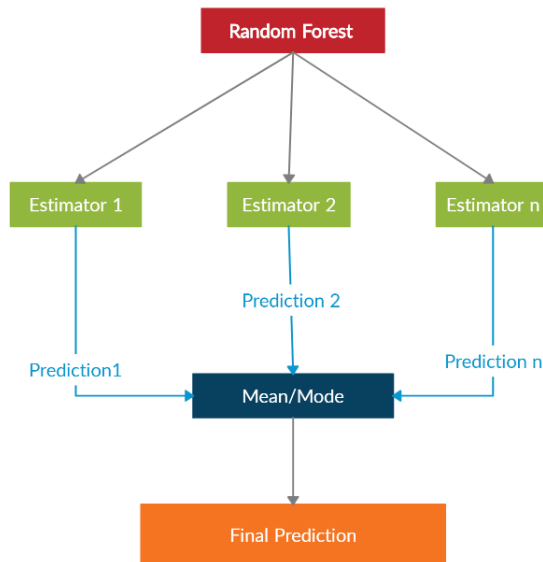 Random Forest
Estimator 1
Estimator 2
Estimator n
Prediction 2
Prediction1
Prediction n
Mean/Mode
Final Prediction